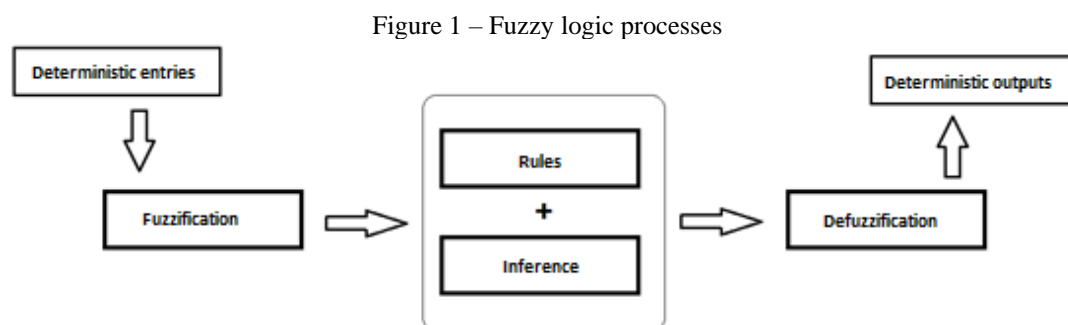 Figure 1 – Fuzzy logic processes
Deterministic entries
Deterministic outputs
Rules
+
Fuzzification
Defuzzification
Inference